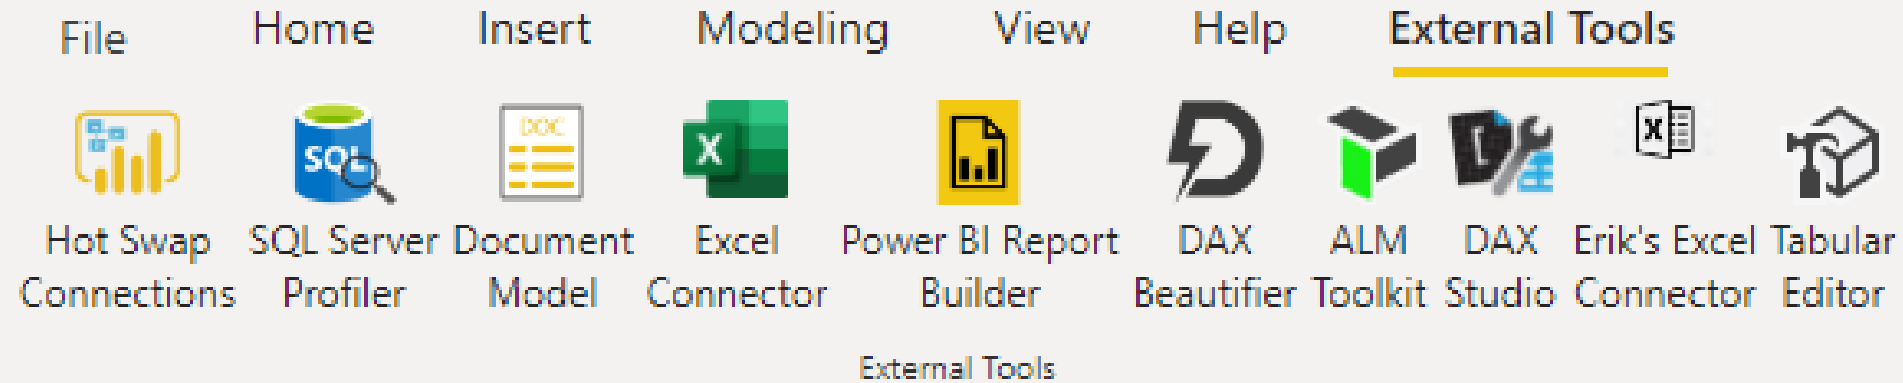 File Home Insert Modeling View Help External Tools
SQL DOC X X
Hot Swap SQL Server Document Excel Power BI Report DAX ALM DAX Erik's Excel Tabular
Connections Profiler Model Connector Builder Beautifier Toolkit Studio Connector Editor
External Tools